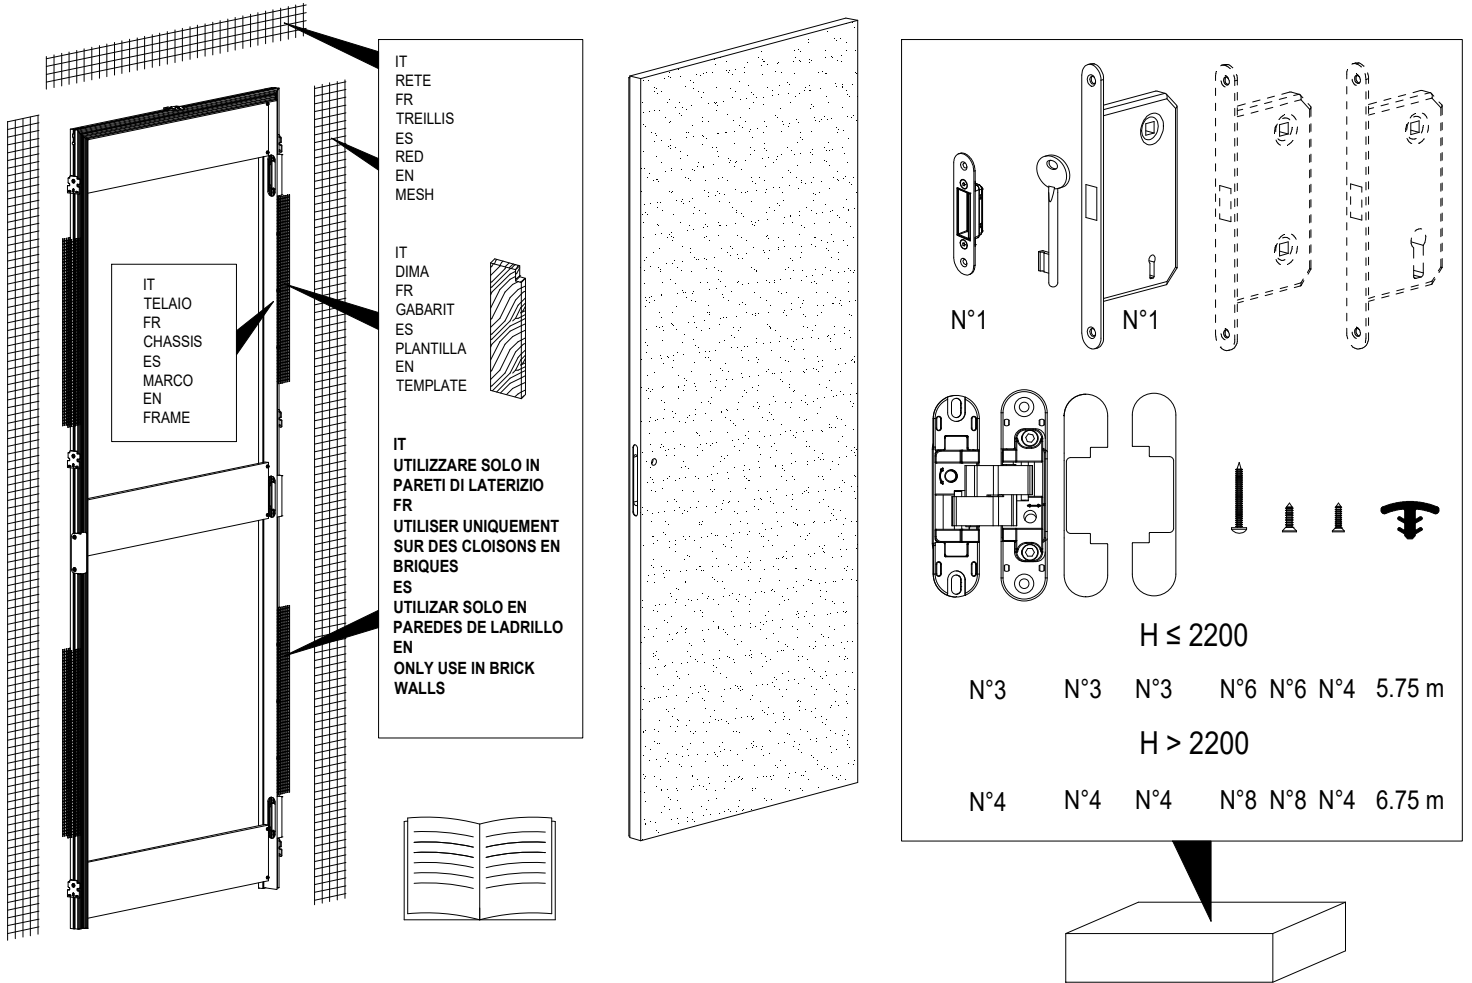 IT
RETE
FR
TREILLIS
ES
RED
EN
MESH
IT
DIMA
FR
GABARIT
ES
PLANTILLA
EN
TEMPLATE
IT
UTILIZZARE SOLO IN
PARETI DI LATERIZIO
FR
UTILISER UNIQUEMENT
SUR DES CLOISONS EN
BRIQUES
ES
UTILIZAR SOLO EN
PAREDES DE LADRILLO
EN
ONLY USE IN BRICK
WALLS
IT
TELAIO
FR
CHASSIS
ES
MARCO
EN
FRAME
N°1 N°1
H ≤ 2200
N°3 N°3 N°3 N°6 N°6 N°4 5.75 m
H > 2200
N°4 N°4 N°4 N°8 N°8 N°4 6.75 m